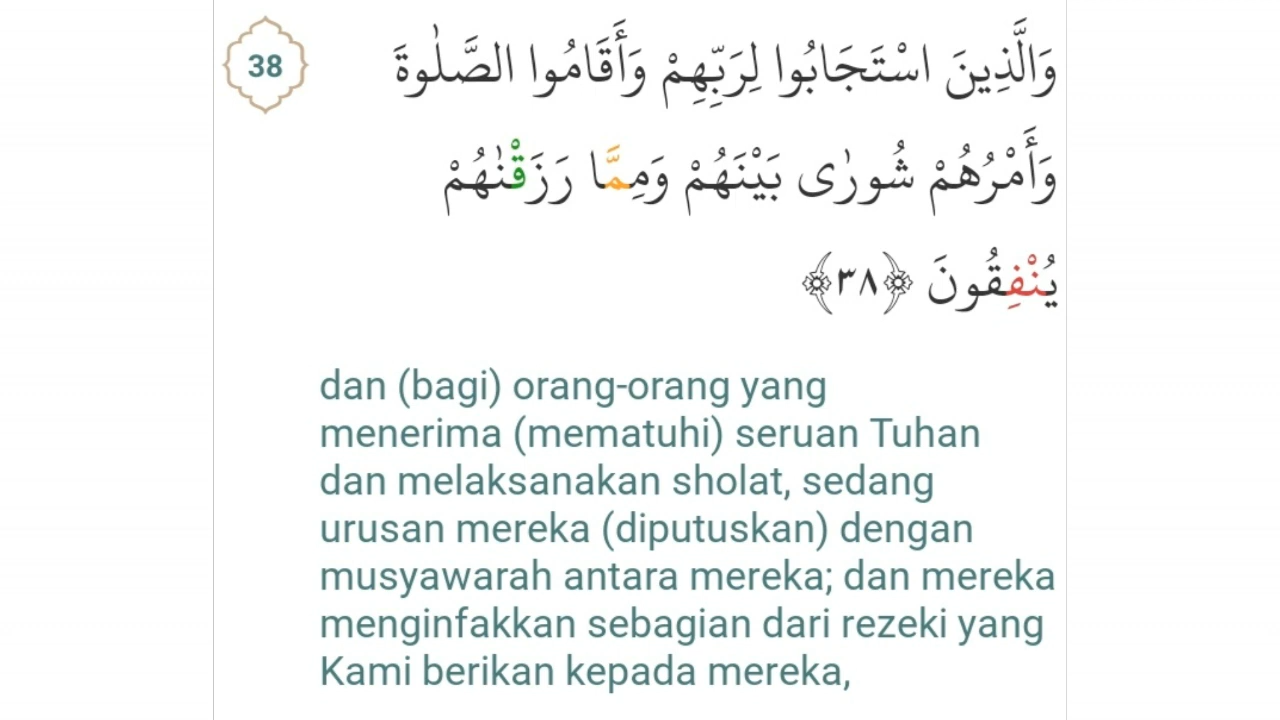 38
وَالَّذِينَ اسْتَجَابُوا لِرَبِّهِمْ وَأَقَامُوا الصَّلٰوةَ
وَأَمْرُهُمْ شُورٰى بَيْنَهُمْ وَمِمَّا رَزَقْنٰهُمْ
يُنْفِقُونَ ﴿٣٨﴾
dan (bagi) orang-orang yang
menerima (mematuhi) seruan Tuhan
dan melaksanakan sholat, sedang
urusan mereka (diputuskan) dengan
musyawarah antara mereka; dan mereka
menginfakkan sebagian dari rezeki yang
Kami berikan kepada mereka,